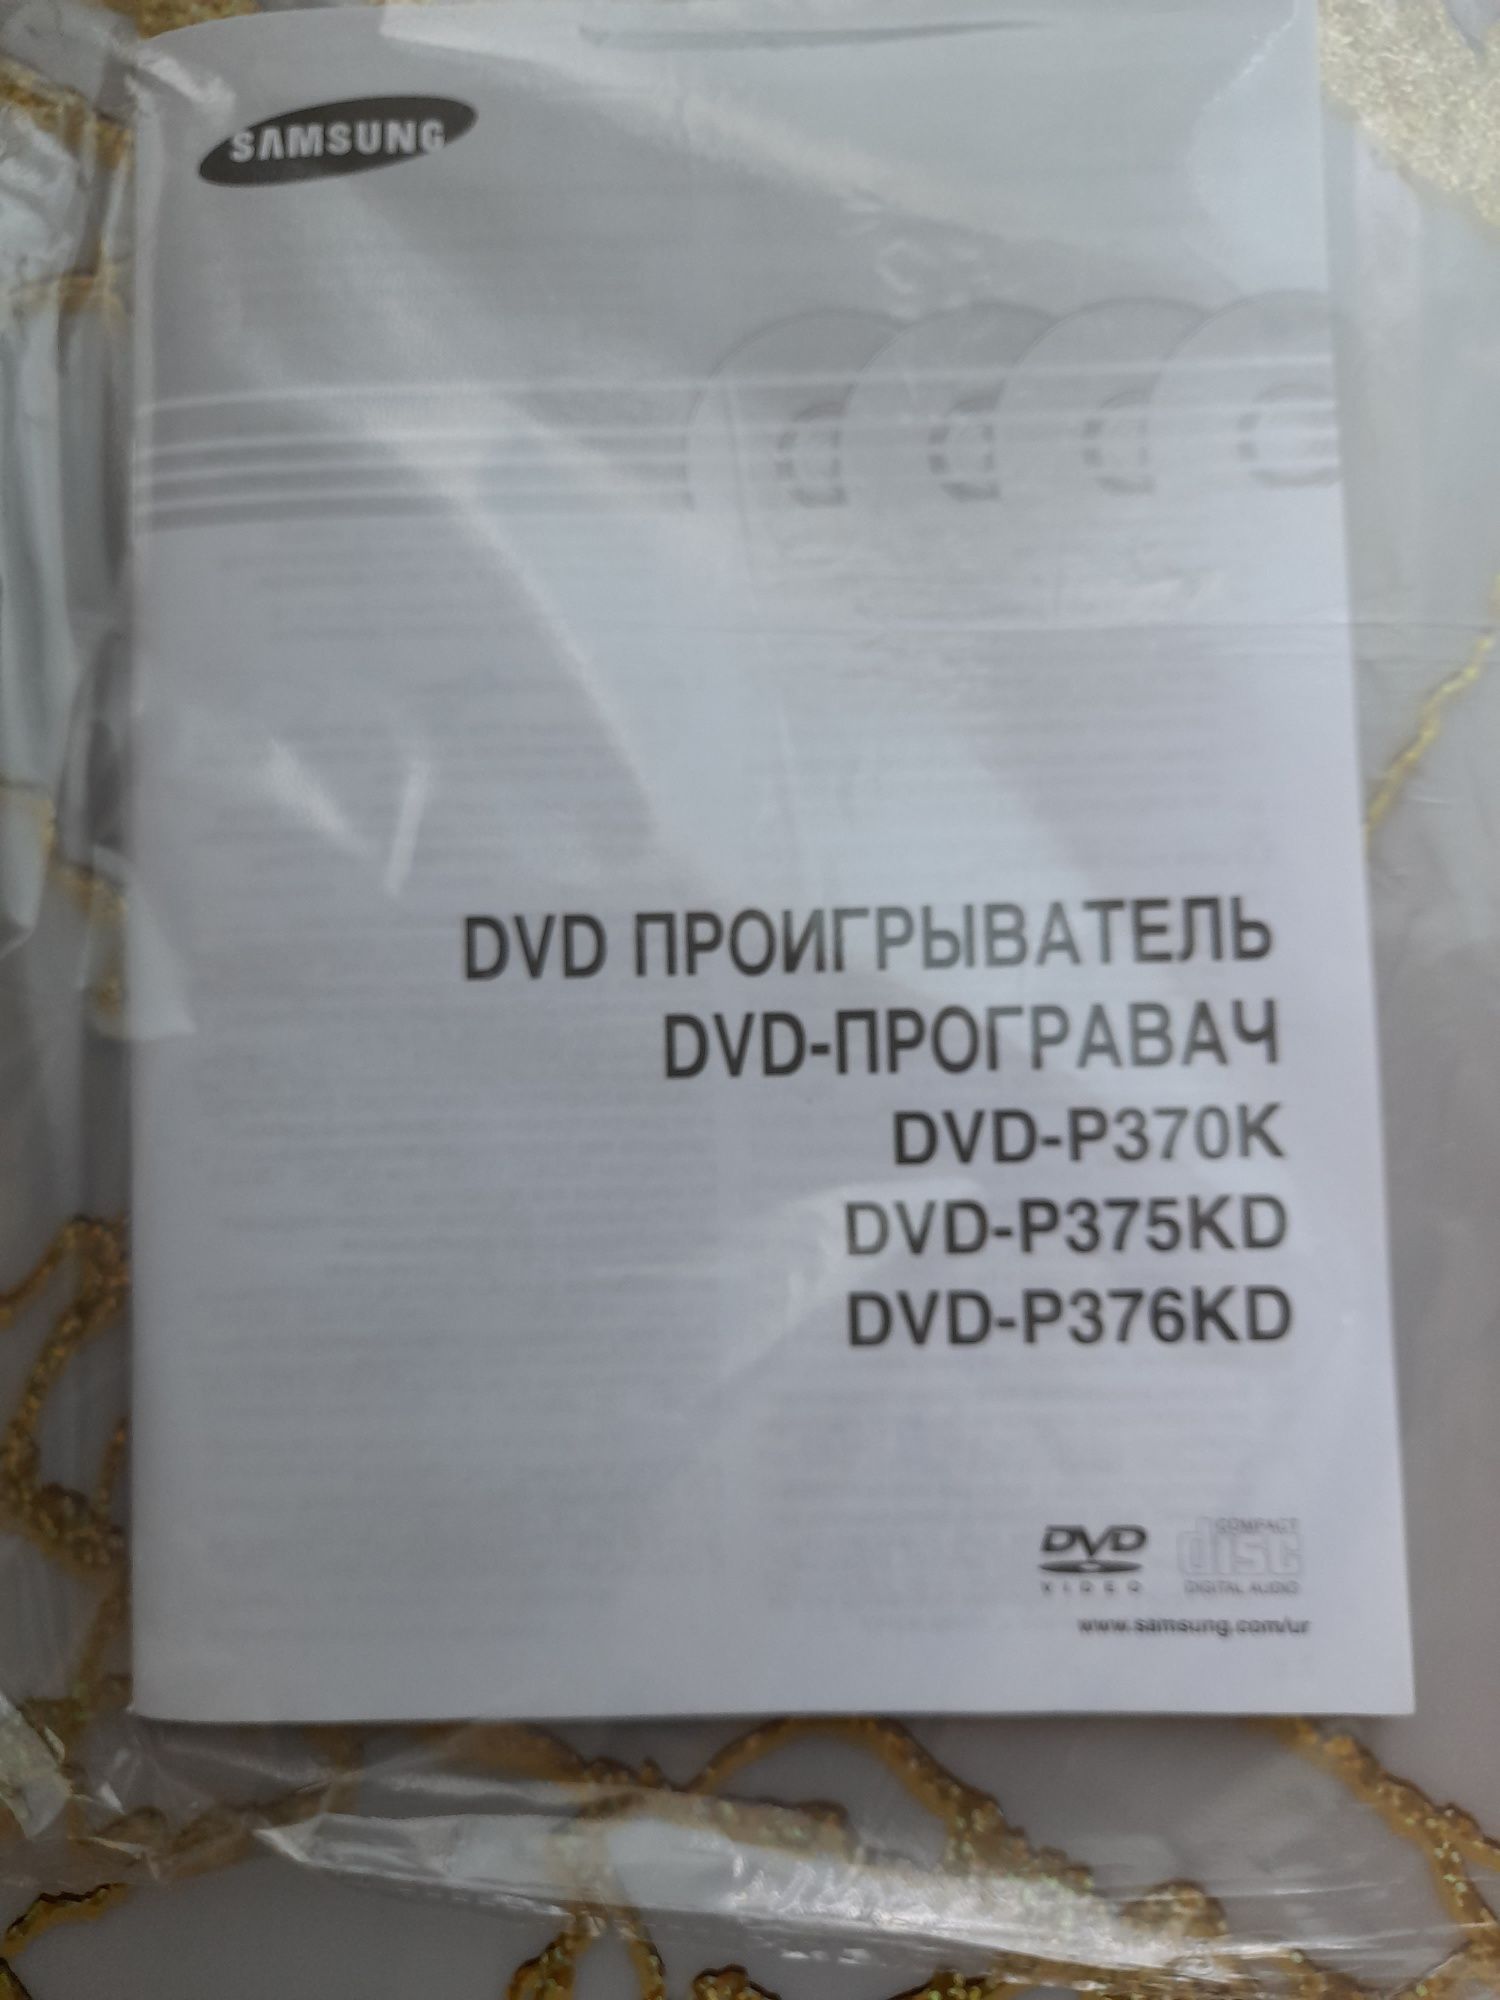 SAMSUNG
DVD ПРОИГРЫВАТЕЛЬ
DVD-ПРОГРАВАЧ
DVD-P370K
DVD-P375KD
DVD-P376KD
DVD
VIDEO
COMPACT
disc
DIGITAL AUDIO
www.samsung.com/ur